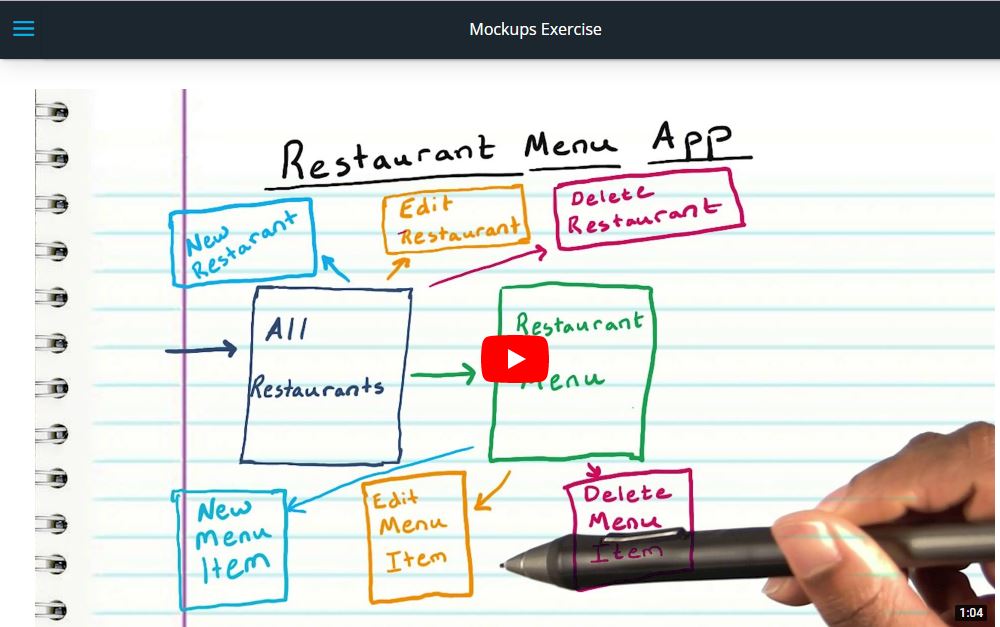 Mockups Exercise
Restaurant Menu App
New
Restarant
Edit
Restaurant
Delete
Restaurant
All
Restaurants
Restaurant
Menu
New
Menu
Item
Edit
Menu
Item
Delete
Menu
Item
1:04